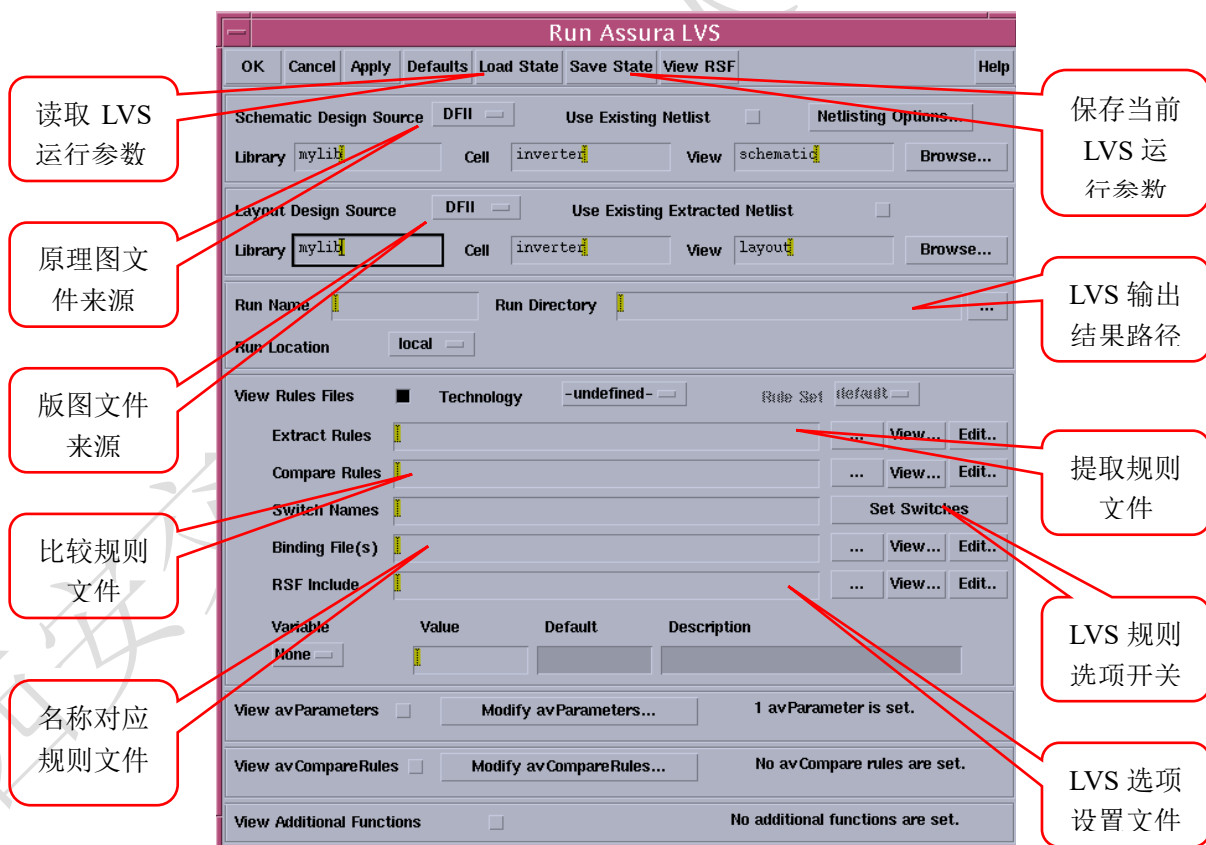 Run Assura LVS
OK Cancel Apply Defaults Load State Save State View RSF Help
Schematic Design Source DFII Use Existing Netlist Netlisting Options...
Library mylib Cell inverter View schematic Browse...
Layout Design Source DFII Use Existing Extracted Netlist
Library mylib Cell inverter View layout Browse...
Run Name Run Directory ...
Run Location local
View Rules Files Technology -undefined- Rule Set default
Extract Rules ... View... Edit..
Compare Rules ... View... Edit..
Switch Names Set Switches
Binding File(s) ... View... Edit..
RSF Include ... View... Edit..
Variable Value Default Description
None
View avParameters Modify avParameters... 1 avParameter is set.
View avCompareRules Modify avCompareRules... No avCompare rules are set.
View Additional Functions No additional functions are set.
读取 LVS
运行参数
原理图文
件来源
版图文件
来源
比较规则
文件
名称对应
规则文件
保存当前
LVS 运
行参数
LVS 输出
结果路径
提取规则
文件
LVS 规则
选项开关
LVS 选项
设置文件
西安交